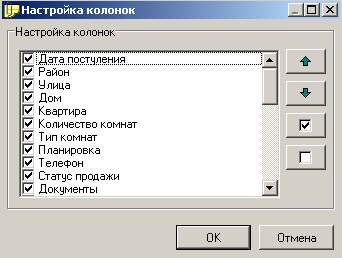 Настройка колонок
Настройка колонок
Дата постуления
Район
Улица
Дом
Квартира
Количество комнат
Тип комнат
Планировка
Телефон
Статус продажи
Документы
OK
Отмена